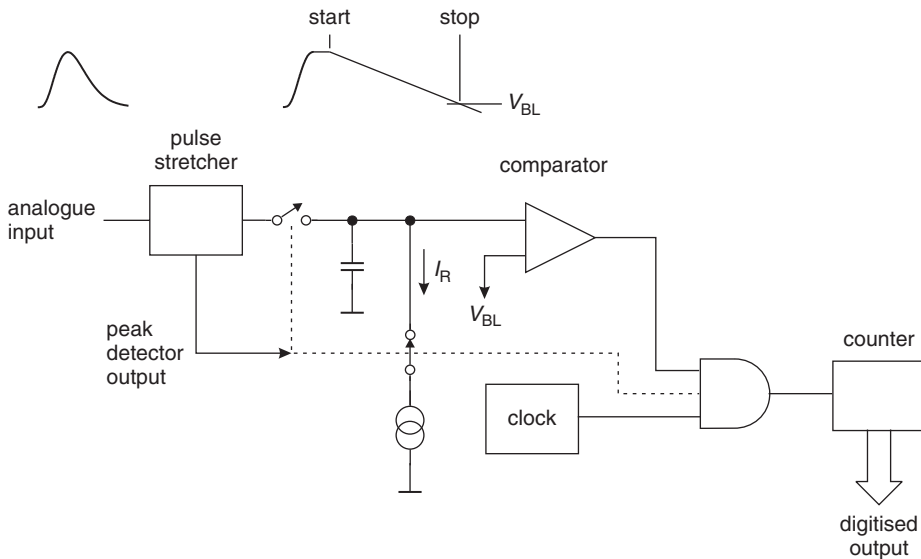 start
stop
V_BL
pulse
stretcher
comparator
analogue
input
I_R
V_BL
peak
detector
output
counter
clock
digitised
output